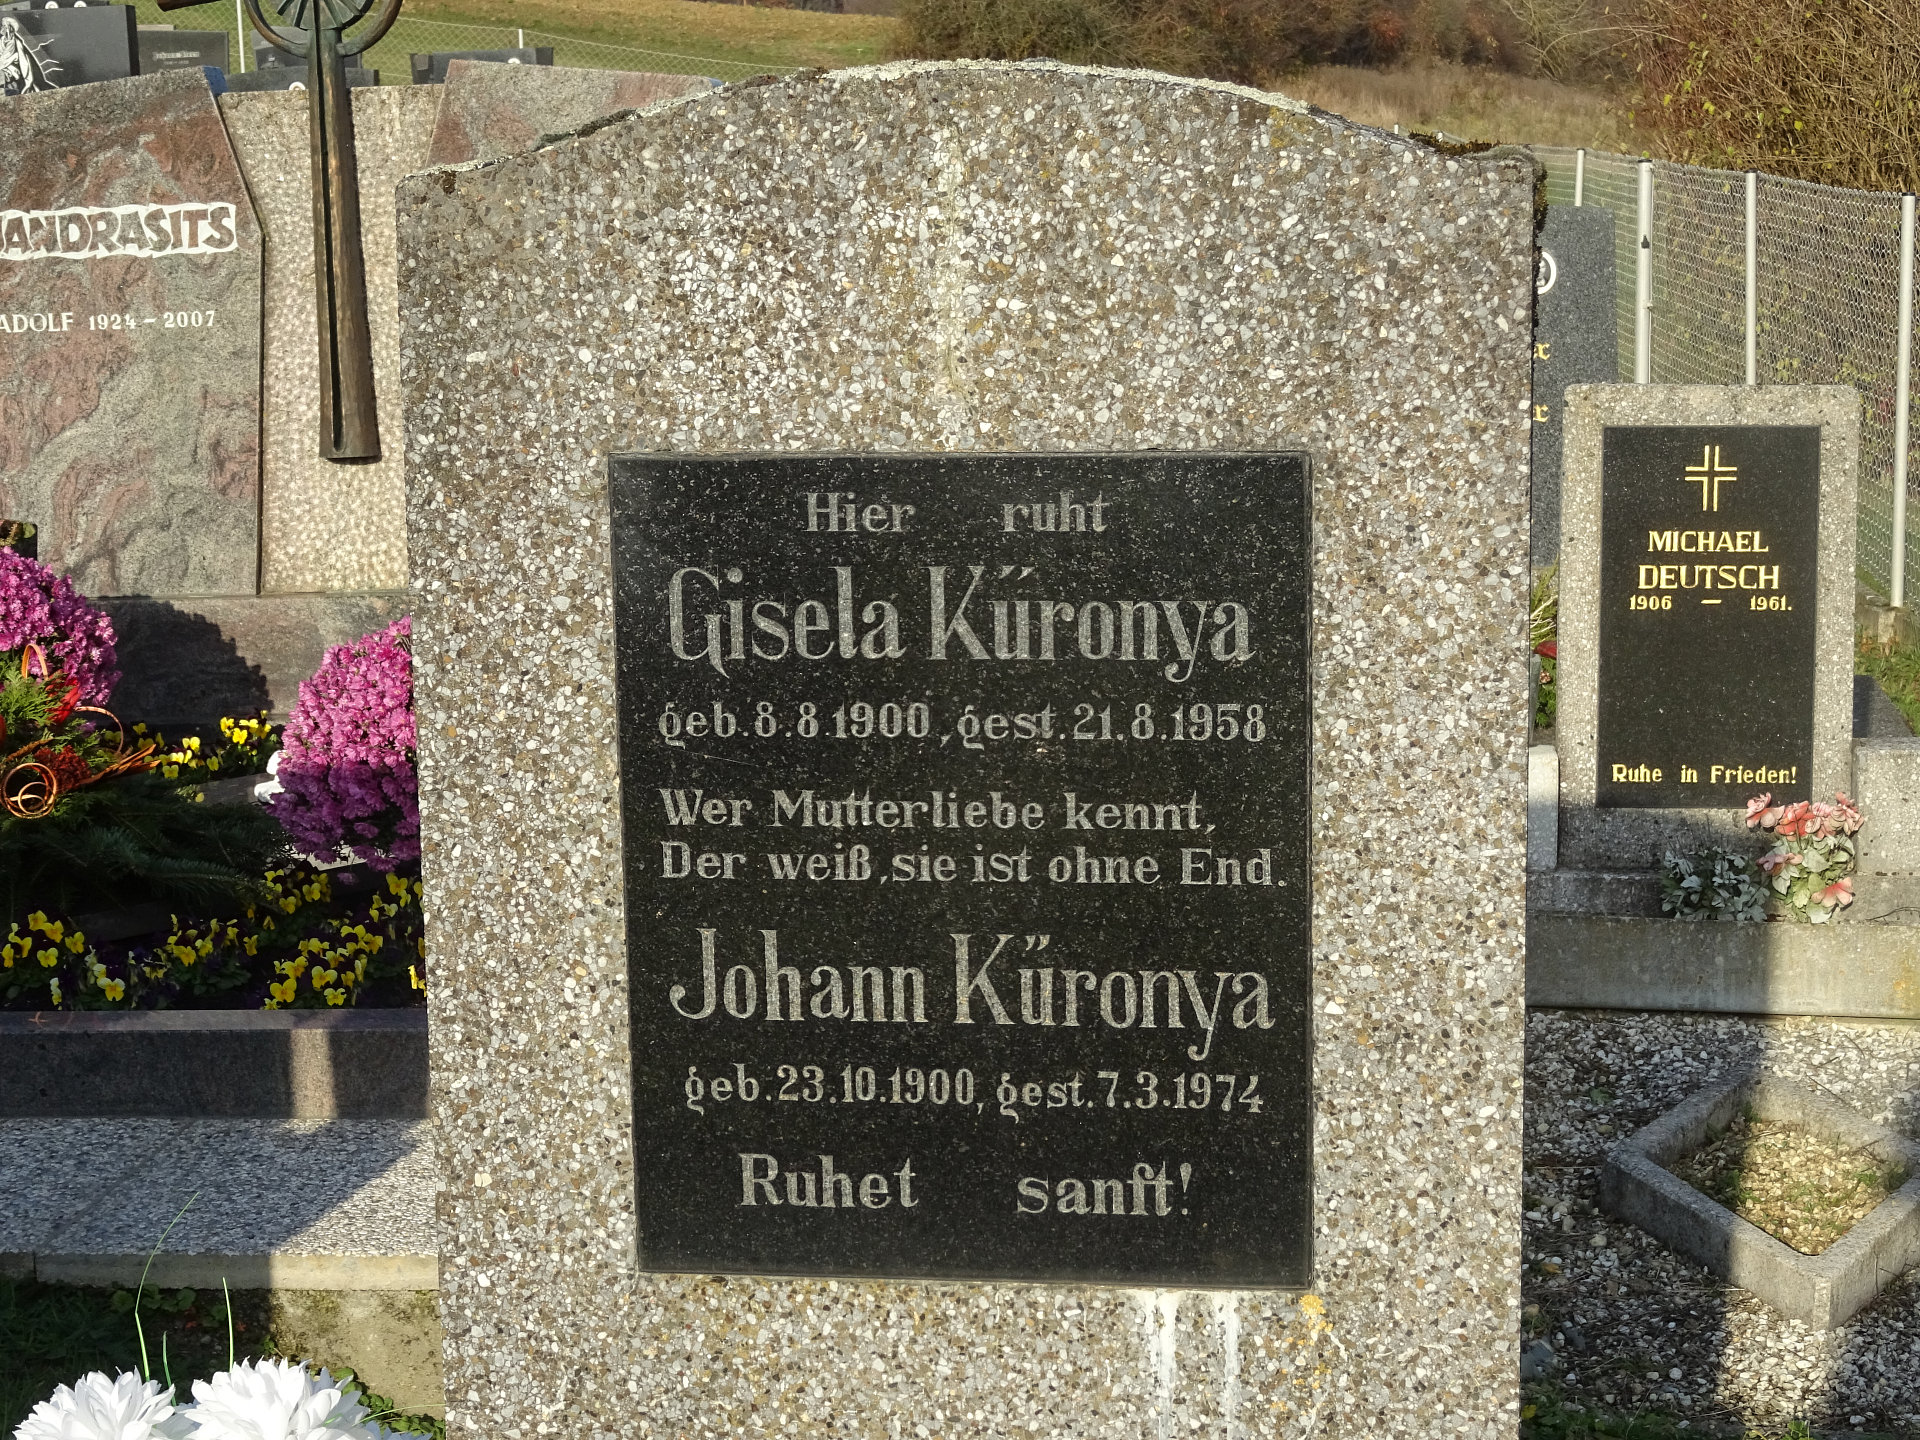 ANDRASITS
ADOLF 1924 - 2007
Hier ruht
Gisela Kűronya
geb. 8.8.1900, gest. 21.8.1958
Wer Mutterliebe kennt,
Der weiß, sie ist ohne End.
Johann Kűronya
geb. 23.10.1900, gest. 7.3.1974
Ruhet sanft!
MICHAEL
DEUTSCH
1906 - 1961.
Ruhe in Frieden!